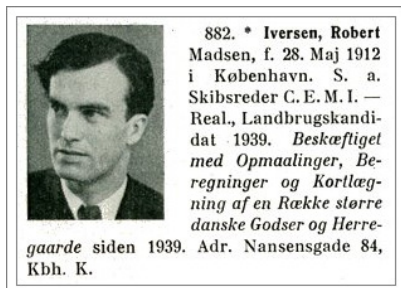 882. * Iversen, Robert
Madsen, f. 28. Maj 1912
i København. S. a.
Skibsreder C. E. M. I. —
Real., Landbrugskandi-
dat 1939. Beskæftiget
med Opmaalinger, Be-
regninger og Kortlæg-
ning af en Række større
danske Godser og Herre-
gaarde siden 1939. Adr. Nansensgade 84,
Kbh. K.